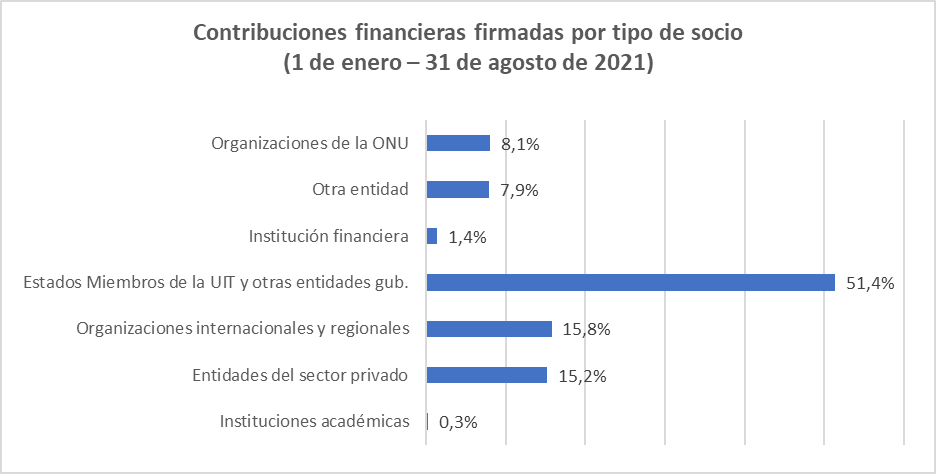 Contribuciones financieras firmadas por tipo de socio
(1 de enero – 31 de agosto de 2021)
Organizaciones de la ONU 8,1%
Otra entidad 7,9%
Institución financiera 1,4%
Estados Miembros de la UIT y otras entidades gub. 51,4%
Organizaciones internacionales y regionales 15,8%
Entidades del sector privado 15,2%
Instituciones académicas 0,3%